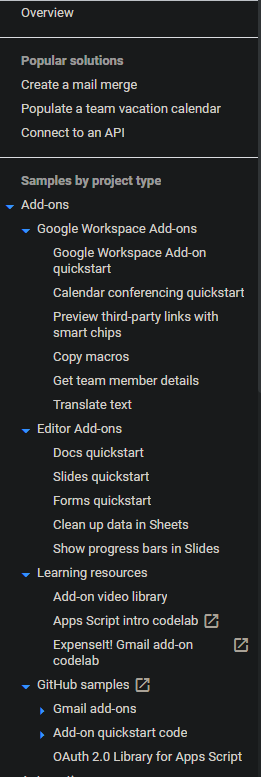 Overview
Popular solutions
Create a mail merge
Populate a team vacation calendar
Connect to an API
Samples by project type
Add-ons
Google Workspace Add-ons
Google Workspace Add-on
quickstart
Calendar conferencing quickstart
Preview third-party links with
smart chips
Copy macros
Get team member details
Translate text
Editor Add-ons
Docs quickstart
Slides quickstart
Forms quickstart
Clean up data in Sheets
Show progress bars in Slides
Learning resources
Add-on video library
Apps Script intro codelab
ExpenseIt! Gmail add-on
codelab
GitHub samples
Gmail add-ons
Add-on quickstart code
OAuth 2.0 Library for Apps Script